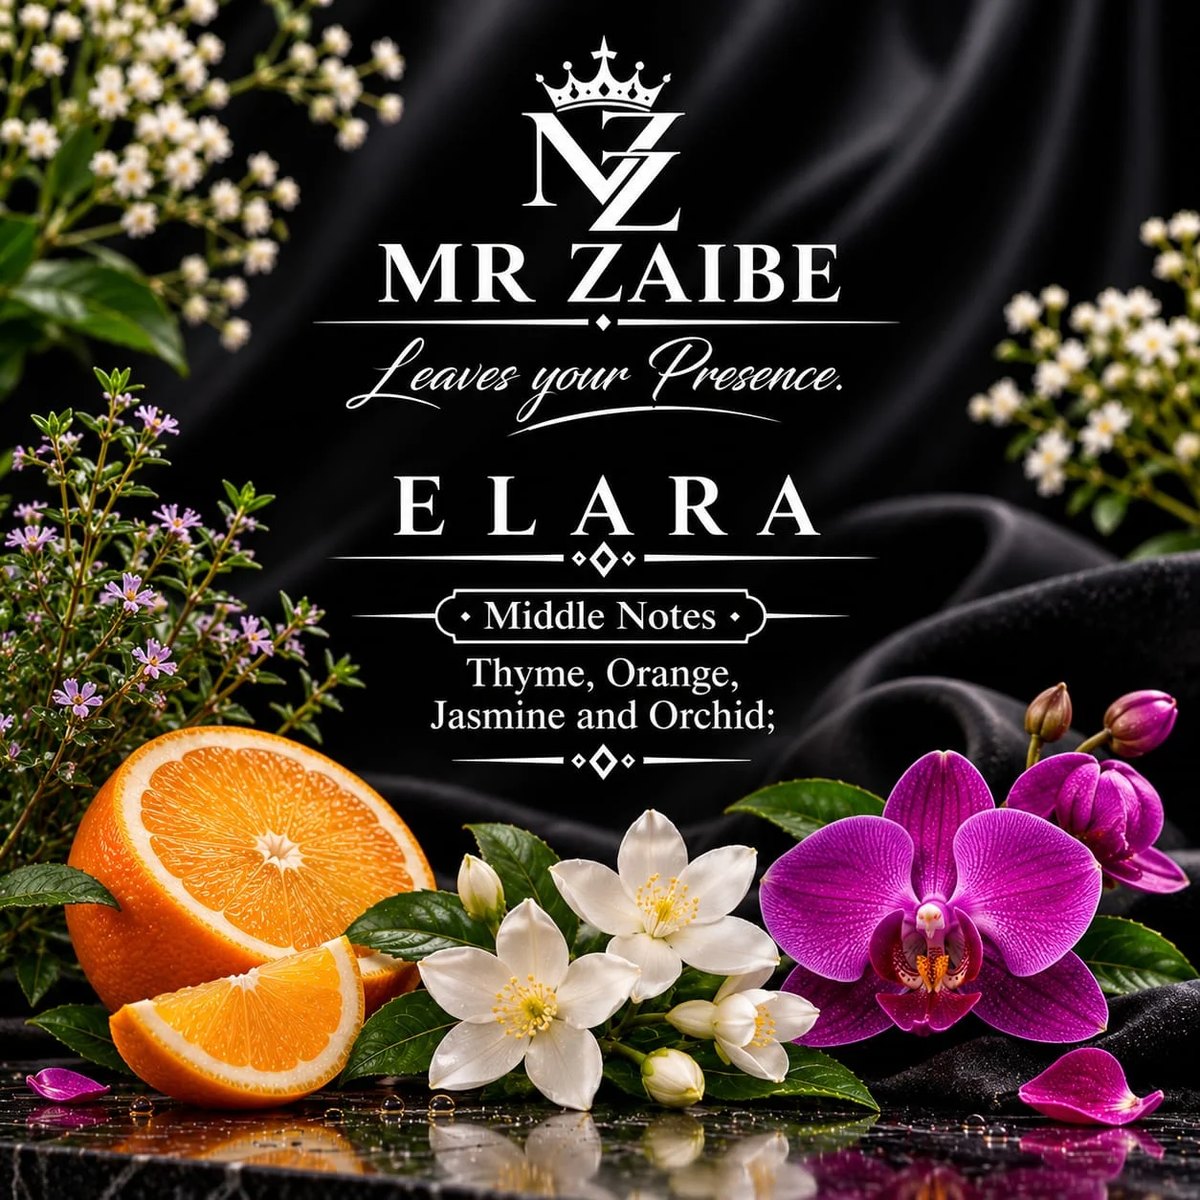 MZ
MR ZAIBE
Leaves your Presence.
ELARA
· Middle Notes ·
Thyme, Orange,
Jasmine and Orchid;